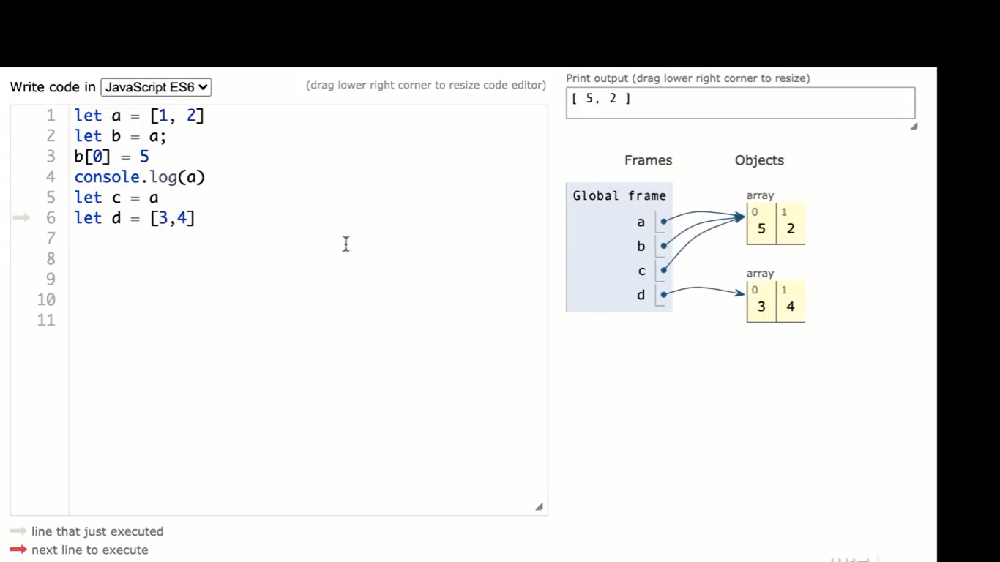 Write code in JavaScript ES6
(drag lower right corner to resize code editor)
1 let a = [1, 2]
2 let b = a;
3 b[0] = 5
4 console.log(a)
5 let c = a
6 let d = [3,4]
7
8
9
10
11
line that just executed
next line to execute
Print output (drag lower right corner to resize)
[ 5, 2 ]
Frames Objects
Global frame
a
b
c
d
array
0 1
5 2
array
0 1
3 4